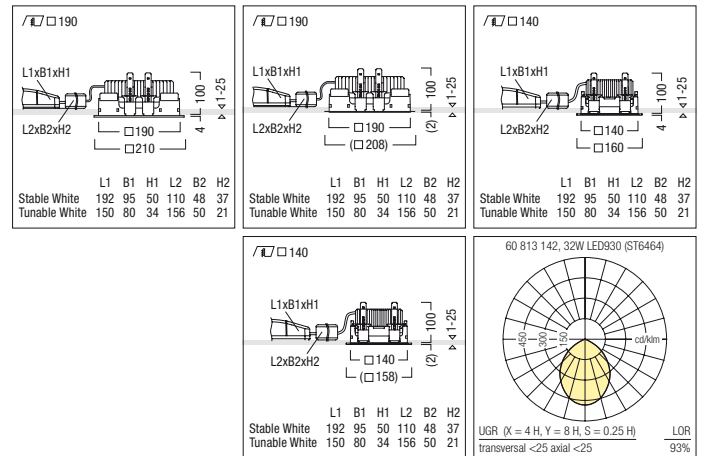 □190
L1xB1xH1
L2xB2xH2
100
1-25
4
□190
□210
L1 B1 H1 L2 B2 H2
Stable White 192 95 50 110 48 37
Tunable White 150 80 34 156 50 21
□190
L1xB1xH1
L2xB2xH2
100
1-25
(2)
□190
(□208)
L1 B1 H1 L2 B2 H2
Stable White 192 95 50 110 48 37
Tunable White 150 80 34 156 50 21
□140
L1xB1xH1
L2xB2xH2
100
1-25
4
□140
□160
L1 B1 H1 L2 B2 H2
Stable White 192 95 50 110 48 37
Tunable White 150 80 34 156 50 21
□140
L1xB1xH1
L2xB2xH2
100
1-25
(2)
□140
(□158)
L1 B1 H1 L2 B2 H2
Stable White 192 95 50 110 48 37
Tunable White 150 80 34 156 50 21
60 813 142, 32W LED930 (ST6464)
450 300 150 cd/klm
UGR (X = 4 H, Y = 8 H, S = 0.25 H) LOR
transversal <25 axial <25 93%